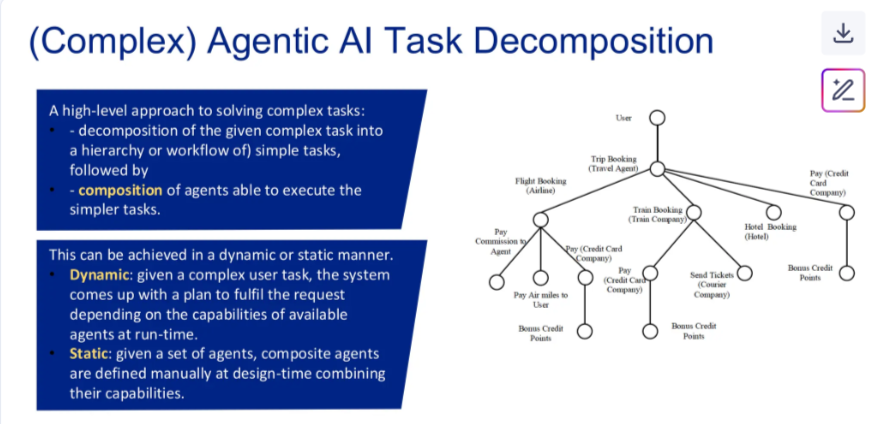 (Complex) Agentic AI Task Decomposition
A high-level approach to solving complex tasks:
• - decomposition of the given complex task into
a hierarchy or workflow of) simple tasks,
followed by
• - composition of agents able to execute the
simpler tasks.
This can be achieved in a dynamic or static manner.
• Dynamic: given a complex user task, the system
comes up with a plan to fulfil the request
depending on the capabilities of available
agents at run-time.
• Static: given a set of agents, composite agents
are defined manually at design-time combining
their capabilities.
User
Trip Booking
(Travel Agent)
Flight Booking
(Airline)
Pay (Credit
Card
Company)
Train Booking
(Train Company)
Hotel Booking
(Hotel)
Pay
Commission to
Agent
Pay (Credit Card
Company)
Pay
(Credit Card
Company)
Send Tickets
(Courier
Company)
Bonus Credit
Points
Pay Air miles to
User
Bonus Credit
Points
Bonus Credit
Points